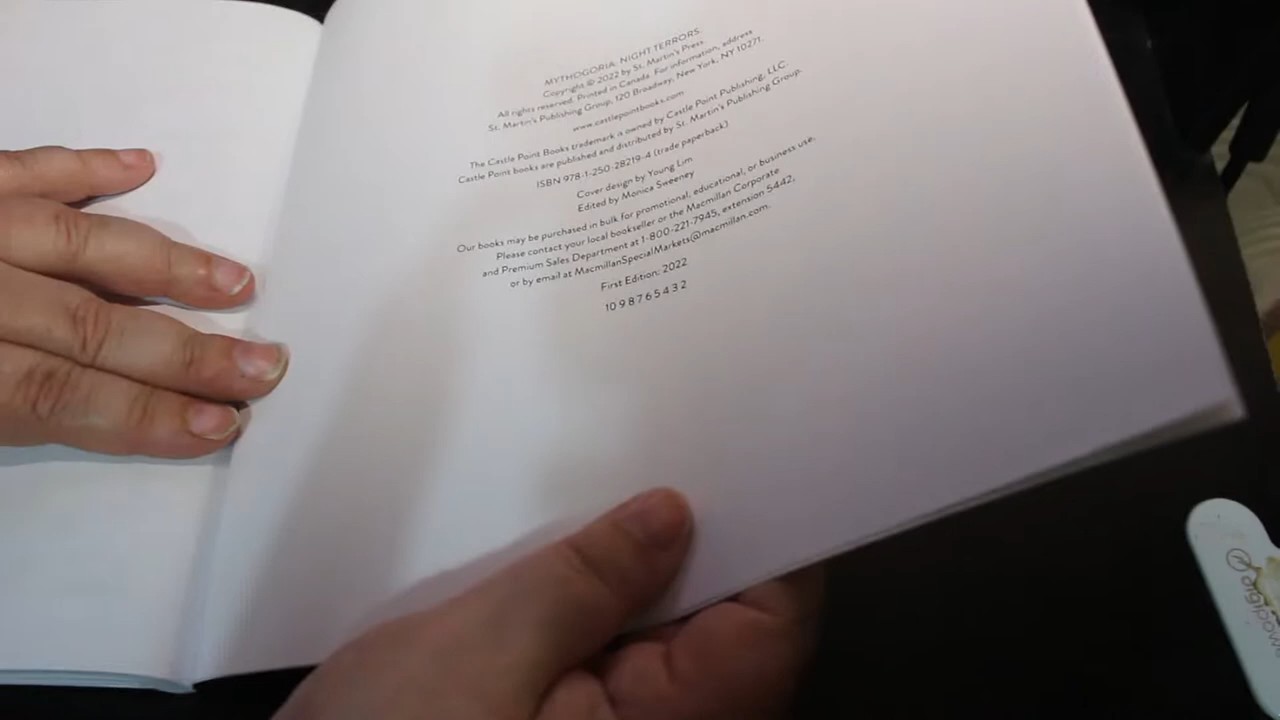 MYTHOGORIA: NIGHT TERRORS.
Copyright © 2022 by St. Martin's Press.
All rights reserved. Printed in Canada. For information, address
St. Martin's Publishing Group, 120 Broadway, New York, NY 10271.
www.castlepointbooks.com
The Castle Point Books trademark is owned by Castle Point Publishing, LLC.
Castle Point books are published and distributed by St. Martin's Publishing Group.
ISBN 978-1-250-28219-4 (trade paperback)
Cover design by Young Lim
Edited by Monica Sweeney
Our books may be purchased in bulk for promotional, educational, or business use.
Please contact your local bookseller or the Macmillan Corporate
and Premium Sales Department at 1-800-221-7945, extension 5442,
or by email at MacmillanSpecialMarkets@macmillan.com.
First Edition: 2022
10 9 8 7 6 5 4 3 2